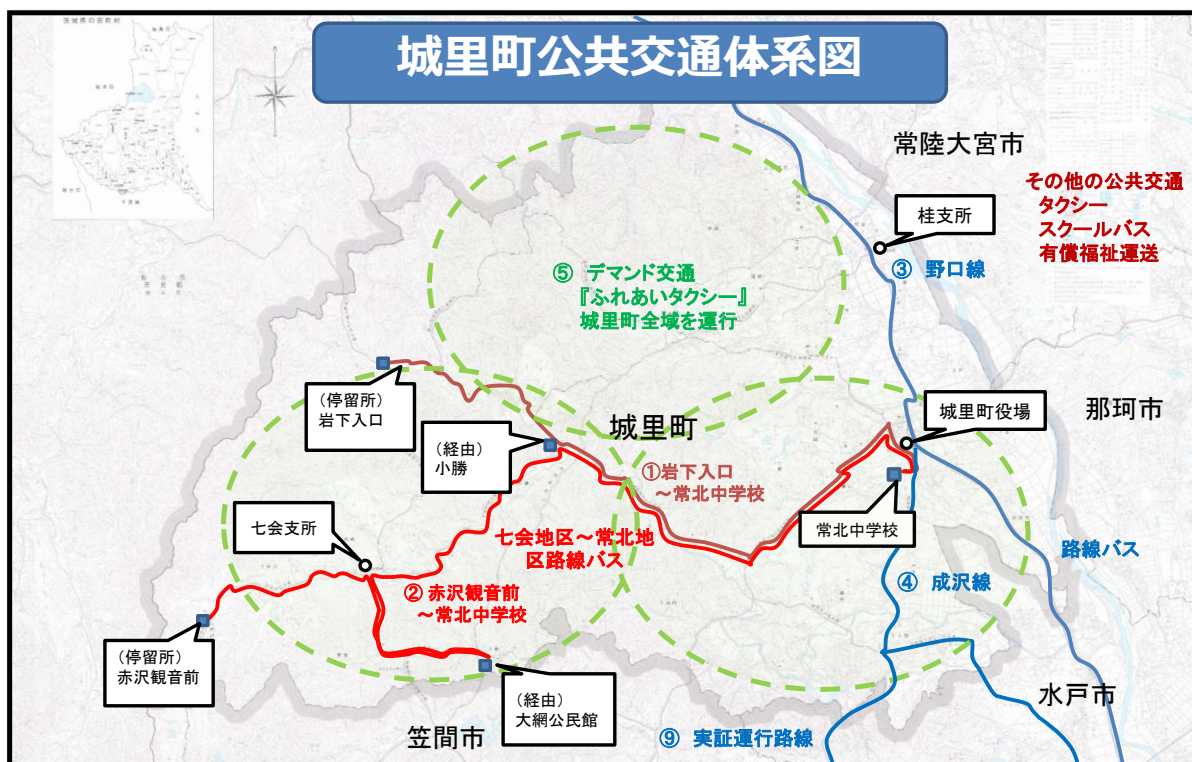 城里町公共交通体系図
常陸大宮市
その他の公共交通
タクシー
スクールバス
有償福祉運送
桂支所
③ 野口線
⑤ デマンド交通
『ふれあいタクシー』
城里町全域を運行
(停留所)
岩下入口
城里町
城里町役場
那珂市
(経由)
小勝
①岩下入口
~常北中学校
常北中学校
七会支所
七会地区~常北地
区路線バス
路線バス
② 赤沢観音前
~常北中学校
④ 成沢線
(停留所)
赤沢観音前
(経由)
大網公民館
水戸市
笠間市
⑨ 実証運行路線